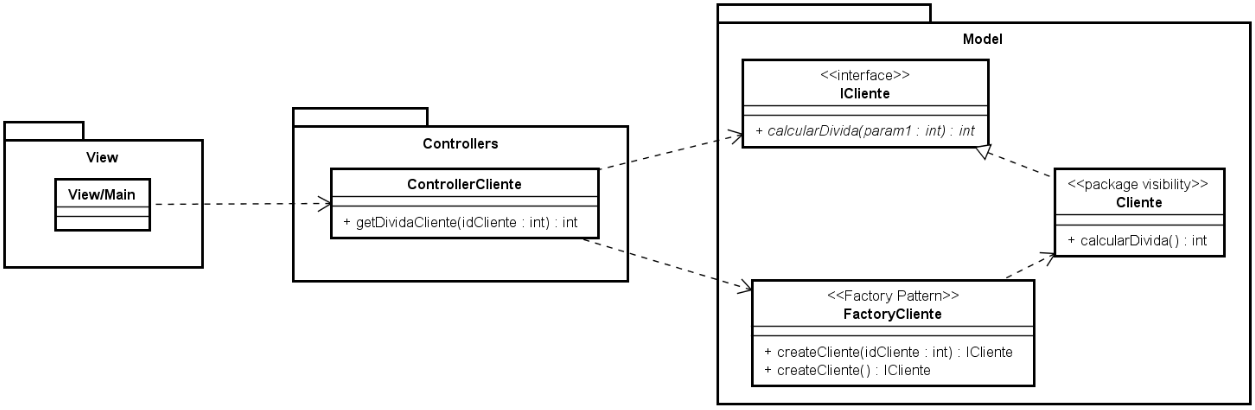 View
View/Main
Controllers
ControllerCliente
+ getDividaCliente(idCliente : int) : int
Model
<<interface>>
ICliente
+ calcularDivida(param1 : int) : int
<<package visibility>>
Cliente
+ calcularDivida() : int
<<Factory Pattern>>
FactoryCliente
+ createCliente(idCliente : int) : ICliente
+ createCliente() : ICliente